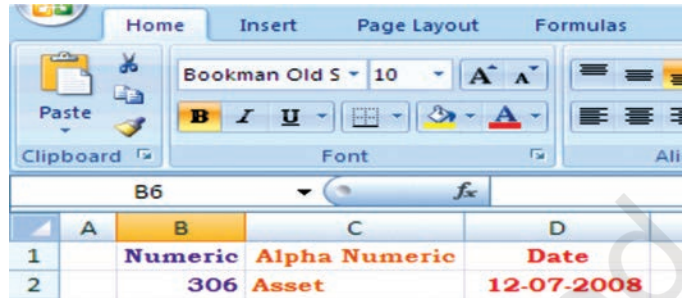 Home Insert Page Layout Formulas
Bookman Old S 10 A A
Paste B I U A
Clipboard Font Ali
B6 fx
A B C D
1 Numeric Alpha Numeric Date
2 306 Asset 12-07-2008